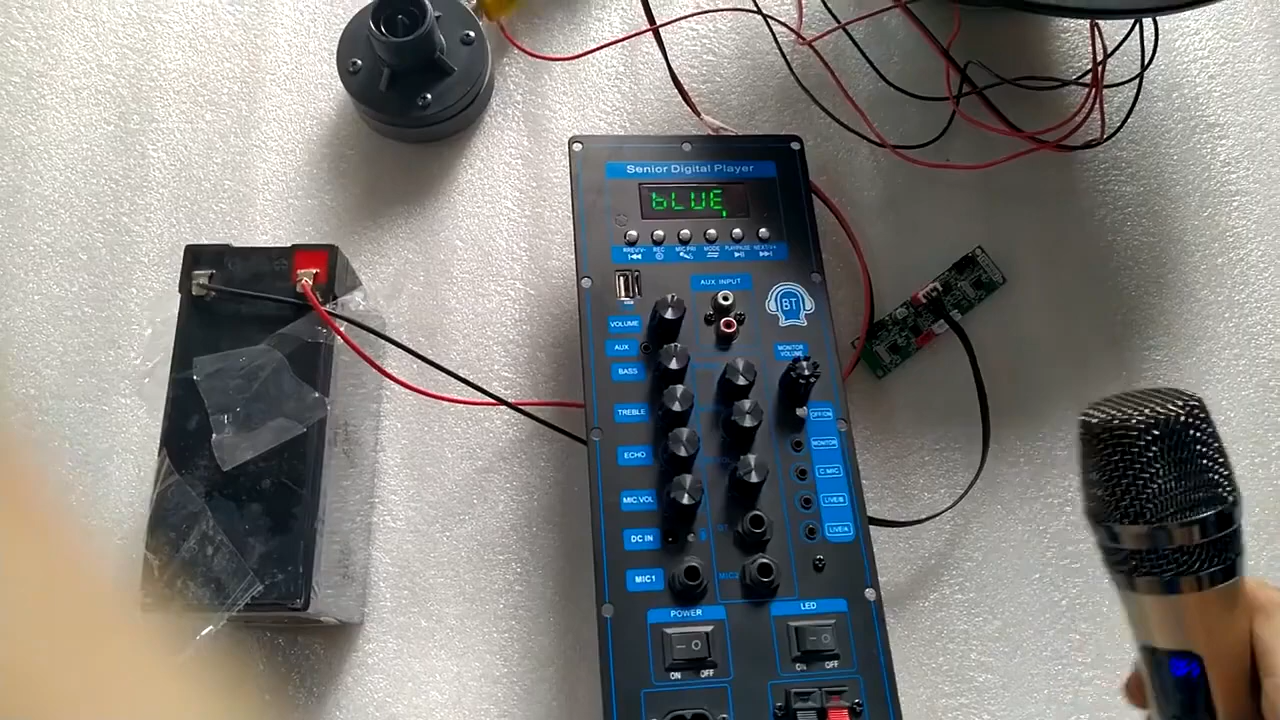 Senior Digital Player
bLUE
REC MIC PRI MODE PLAY/PAUSE NEXT/V+
AUX INPUT
BT
VOLUME
AUX
MONITOR
VOLUME
BASS
TREBLE
OFF/ON
ECHO
MONITOR
C.MIC
MIC.VOL
LIVE/B
DC IN
LIVE/A
MIC1
MIC2
POWER
LED
ON OFF
ON OFF